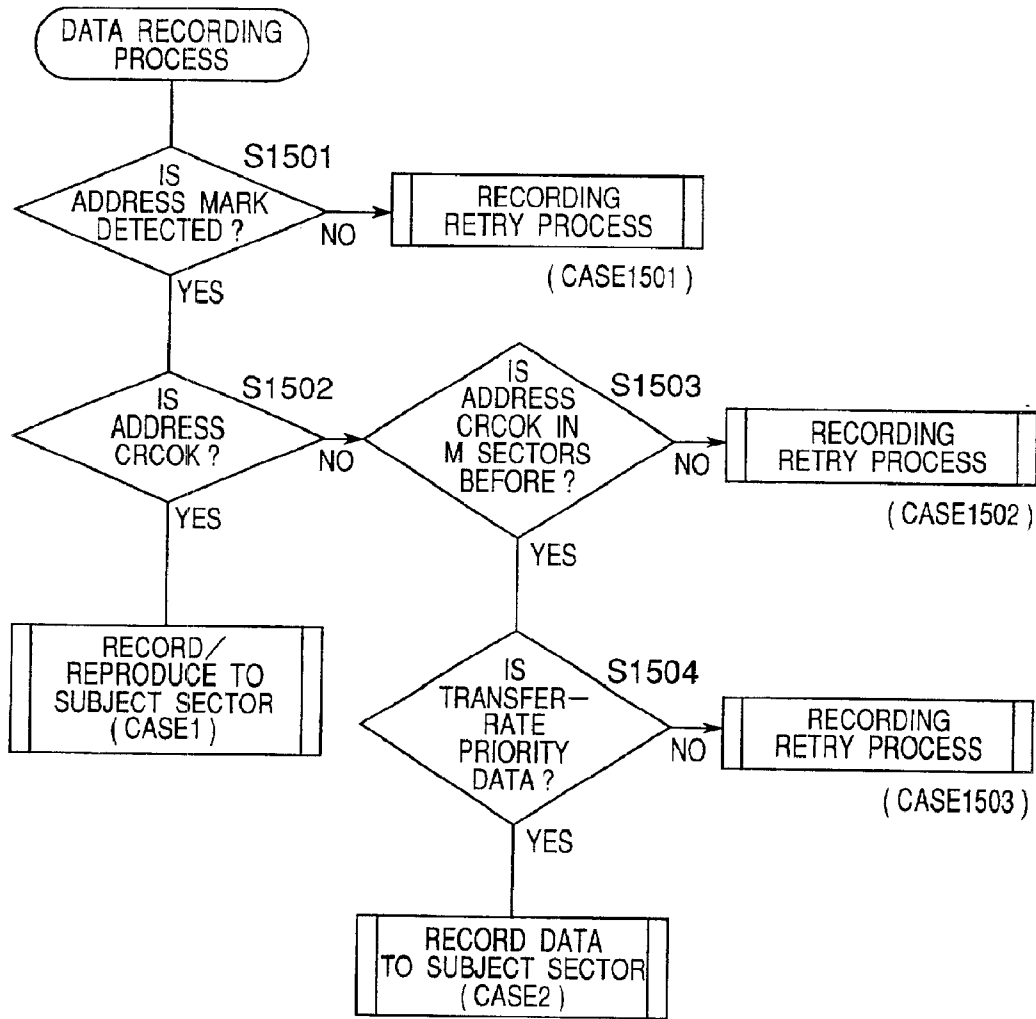 DATA RECORDING
PROCESS
S1501
IS
ADDRESS MARK
DETECTED?
NO
RECORDING
RETRY PROCESS
(CASE1501)
YES
S1502
IS
ADDRESS
CRCOK?
NO
S1503
IS
ADDRESS
CRCOK IN
M SECTORS
BEFORE?
NO
RECORDING
RETRY PROCESS
(CASE1502)
YES
YES
RECORD/
REPRODUCE TO
SUBJECT SECTOR
(CASE1)
S1504
IS
TRANSFER-
RATE
PRIORITY
DATA?
NO
RECORDING
RETRY PROCESS
(CASE1503)
YES
RECORD DATA
TO SUBJECT SECTOR
(CASE2)